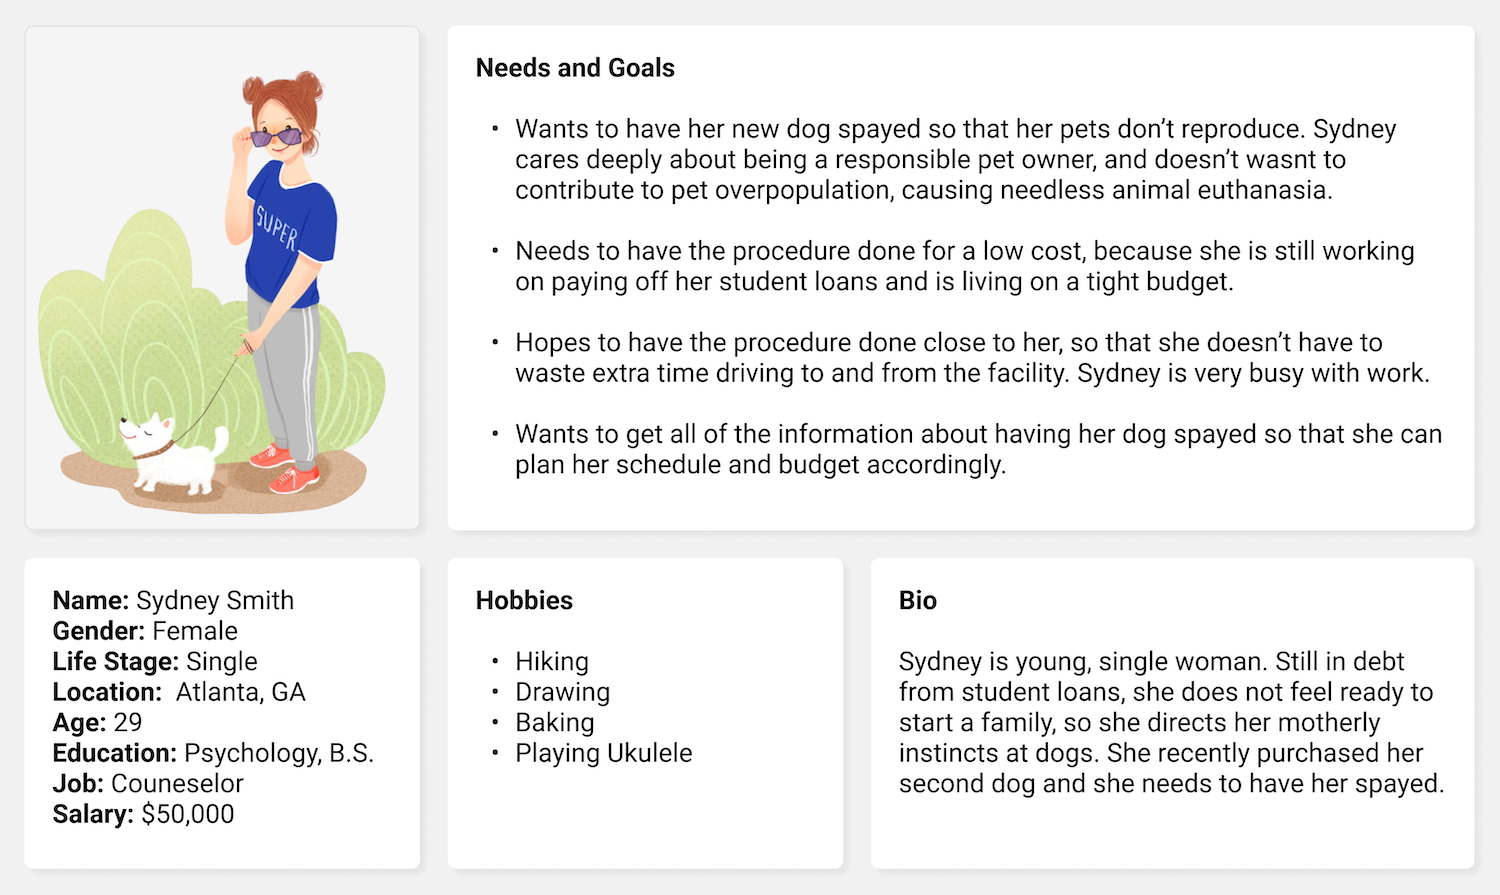 SUPER
Needs and Goals
• Wants to have her new dog spayed so that her pets don’t reproduce. Sydney
cares deeply about being a responsible pet owner, and doesn’t wasnt to
contribute to pet overpopulation, causing needless animal euthanasia.
• Needs to have the procedure done for a low cost, because she is still working
on paying off her student loans and is living on a tight budget.
• Hopes to have the procedure done close to her, so that she doesn’t have to
waste extra time driving to and from the facility. Sydney is very busy with work.
• Wants to get all of the information about having her dog spayed so that she can
plan her schedule and budget accordingly.
Name: Sydney Smith
Gender: Female
Life Stage: Single
Location: Atlanta, GA
Age: 29
Education: Psychology, B.S.
Job: Couneselor
Salary: $50,000
Hobbies
• Hiking
• Drawing
• Baking
• Playing Ukulele
Bio
Sydney is young, single woman. Still in debt
from student loans, she does not feel ready to
start a family, so she directs her motherly
instincts at dogs. She recently purchased her
second dog and she needs to have her spayed.